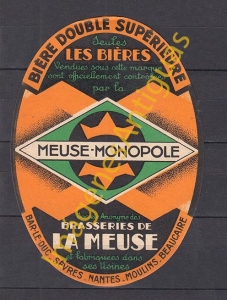 BIÈRE DOUBLE SUPÉRIEURE
Seules
LES BIÈRES
Vendues sous cette marque
sont officiellement contrôlées
par la
MEUSE-MONOPOLE
Anonyme des
BRASSERIES DE
LA MEUSE
et fabriquées dans
ses Usines
BAR-LE-DUC, SÈVRES, NANTES, MOULINS, BEAUCAIRE